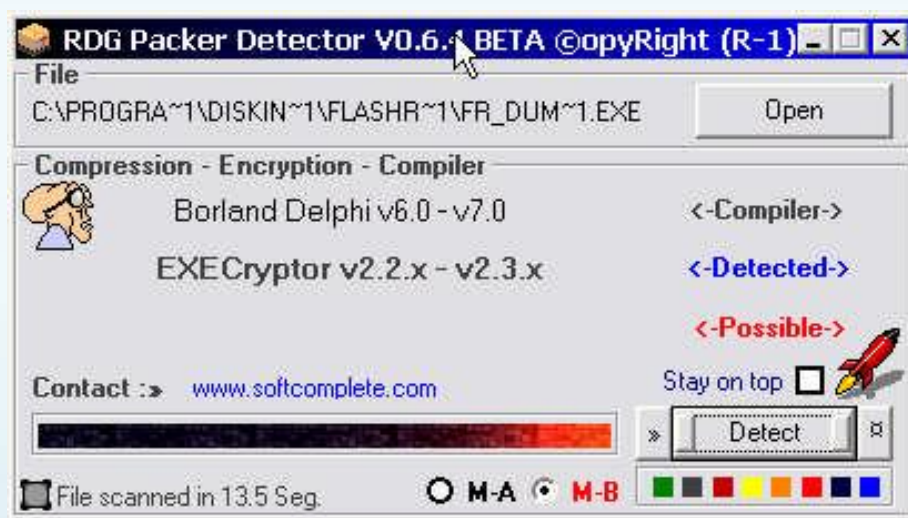 RDG Packer Detector V0.6.4 BETA ©opyRight (R-1)
File
C:\PROGRA~1\DISKIN~1\FLASHR~1\FR_DUM~1.EXE Open
Compression - Encryption - Compiler
Borland Delphi v6.0 - v7.0 <-Compiler->
EXECryptor v2.2.x - v2.3.x <-Detected->
<-Possible->
Contact :» www.softcomplete.com Stay on top
» Detect ¤
File scanned in 13.5 Seg. M-A M-B